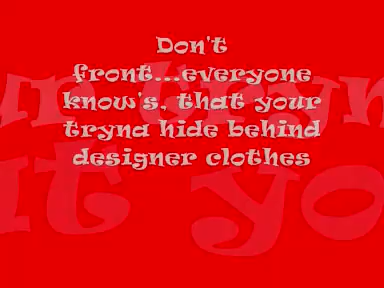 Don't
front...everyone
know's, that your
tryna hide behind
designer clothes